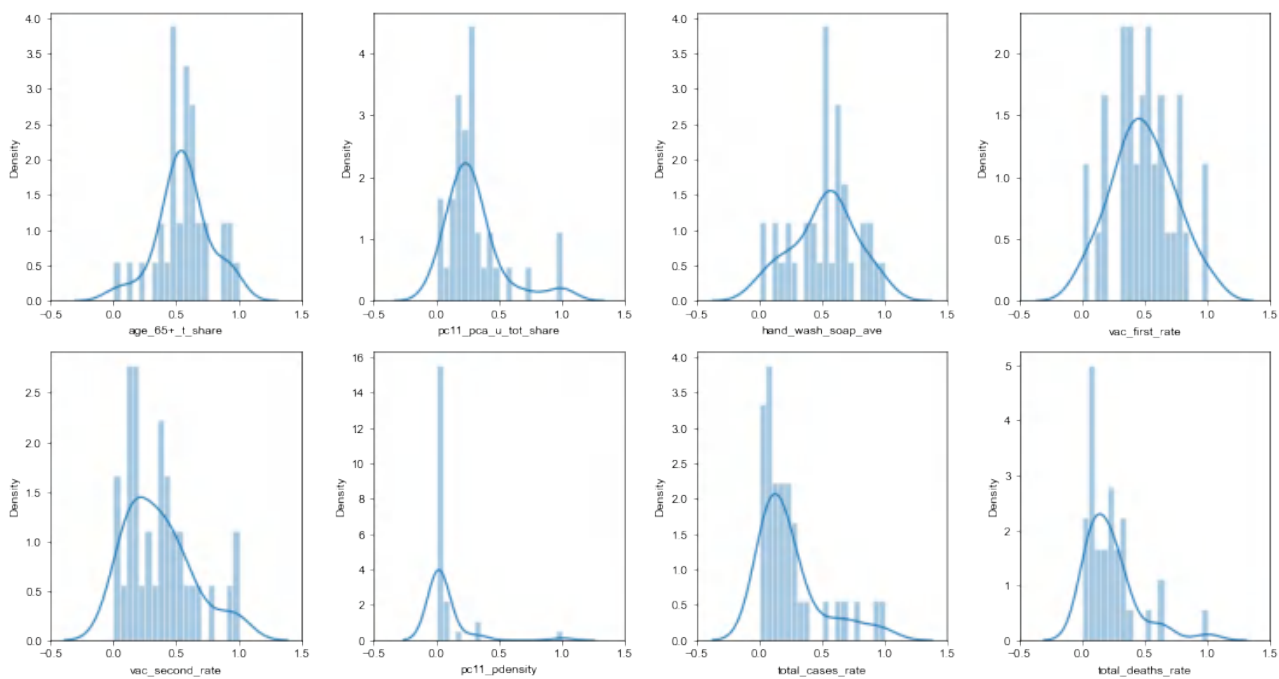 4.0
3.5
3.0
2.5
2.0
1.5
1.0
0.5
0.0
Density
−0.5 0.0 0.5 1.0 1.5
age_65+_t_share
4
3
2
1
0
Density
−0.5 0.0 0.5 1.0 1.5
pc11_pca_u_tot_share
4.0
3.5
3.0
2.5
2.0
1.5
1.0
0.5
0.0
Density
−0.5 0.0 0.5 1.0 1.5
hand_wash_soap_ave
2.0
1.5
1.0
0.5
0.0
Density
−0.5 0.0 0.5 1.0 1.5
vac_first_rate
2.5
2.0
1.5
1.0
0.5
0.0
Density
−0.5 0.0 0.5 1.0 1.5
vac_second_rate
16
14
12
10
8
6
4
2
0
Density
−0.5 0.0 0.5 1.0 1.5
pc11_pdensity
4.0
3.5
3.0
2.5
2.0
1.5
1.0
0.5
0.0
Density
−0.5 0.0 0.5 1.0 1.5
total_cases_rate
5
4
3
2
1
0
Density
−0.5 0.0 0.5 1.0 1.5
total_deaths_rate